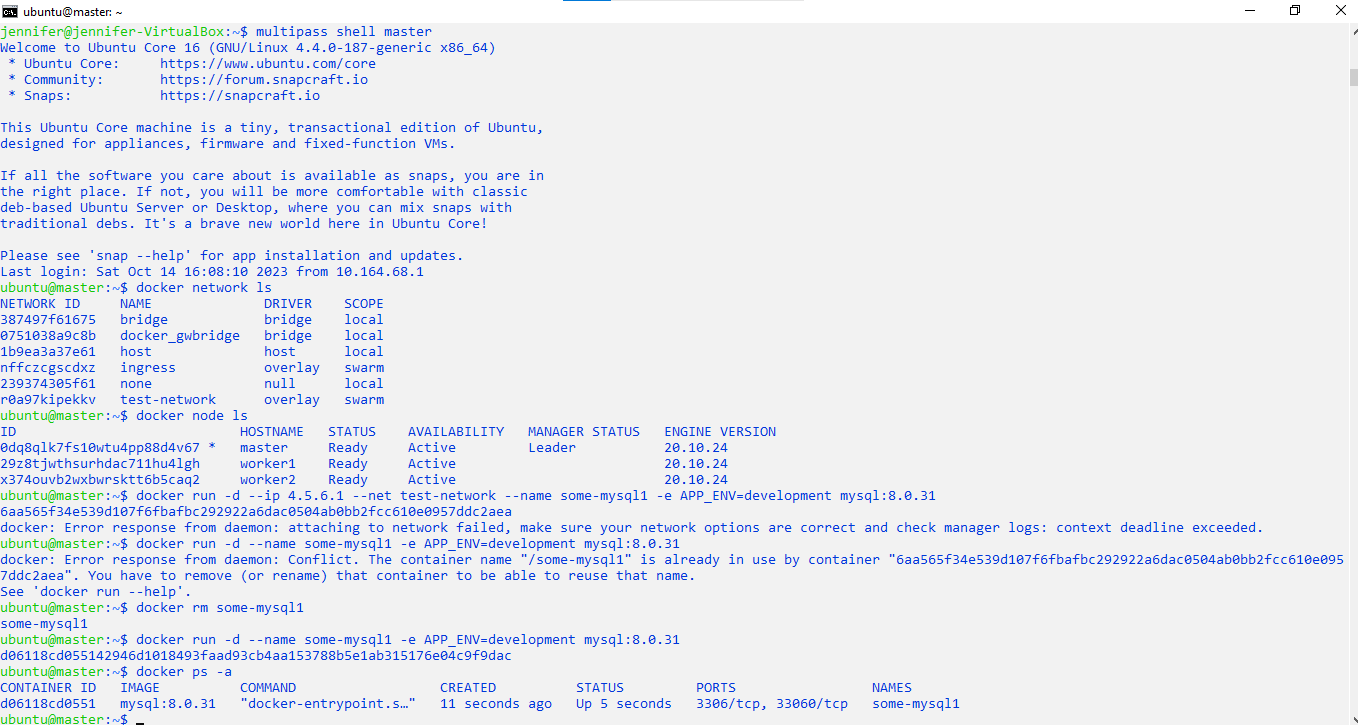 ubuntu@master: ~
jennifer@jennifer-VirtualBox:~$ multipass shell master
Welcome to Ubuntu Core 16 (GNU/Linux 4.4.0-187-generic x86_64)
 * Ubuntu Core:     https://www.ubuntu.com/core
 * Community:       https://forum.snapcraft.io
 * Snaps:           https://snapcraft.io

This Ubuntu Core machine is a tiny, transactional edition of Ubuntu,
designed for appliances, firmware and fixed-function VMs.

If all the software you care about is available as snaps, you are in
the right place. If not, you will be more comfortable with classic
deb-based Ubuntu Server or Desktop, where you can mix snaps with
traditional debs. It's a brave new world here in Ubuntu Core!

Please see 'snap --help' for app installation and updates.
Last login: Sat Oct 14 16:08:10 2023 from 10.164.68.1
ubuntu@master:~$ docker network ls
NETWORK ID     NAME              DRIVER    SCOPE
387497f61675   bridge            bridge    local
0751038a9c8b   docker_gwbridge   bridge    local
1b9ea3a37e61   host              host      local
nffczcgscdxz   ingress           overlay   swarm
239374305f61   none              null      local
r0a97kipekkv   test-network      overlay   swarm
ubuntu@master:~$ docker node ls
ID                            HOSTNAME   STATUS    AVAILABILITY   MANAGER STATUS   ENGINE VERSION
0dq8qlk7fs10wtu4pp88d4v67 *   master     Ready     Active         Leader           20.10.24
29z8tjwthsurhdac711hu4lgh     worker1    Ready     Active                          20.10.24
x374ouvb2wxbwrsktt6b5caq2     worker2    Ready     Active                          20.10.24
ubuntu@master:~$ docker run -d --ip 4.5.6.1 --net test-network --name some-mysql1 -e APP_ENV=development mysql:8.0.31
6aa565f34e539d107f6fbafbc292922a6dac0504ab0bb2fcc610e0957ddc2aea
docker: Error response from daemon: attaching to network failed, make sure your network options are correct and check manager logs: context deadline exceeded.
ubuntu@master:~$ docker run -d --name some-mysql1 -e APP_ENV=development mysql:8.0.31
docker: Error response from daemon: Conflict. The container name "/some-mysql1" is already in use by container "6aa565f34e539d107f6fbafbc292922a6dac0504ab0bb2fcc610e095
7ddc2aea". You have to remove (or rename) that container to be able to reuse that name.
See 'docker run --help'.
ubuntu@master:~$ docker rm some-mysql1
some-mysql1
ubuntu@master:~$ docker run -d --name some-mysql1 -e APP_ENV=development mysql:8.0.31
d06118cd055142946d1018493faad93cb4aa153788b5e1ab315176e04c9f9dac
ubuntu@master:~$ docker ps -a
CONTAINER ID   IMAGE          COMMAND                  CREATED          STATUS         PORTS                 NAMES
d06118cd0551   mysql:8.0.31   "docker-entrypoint.s…"   11 seconds ago   Up 5 seconds   3306/tcp, 33060/tcp   some-mysql1
ubuntu@master:~$